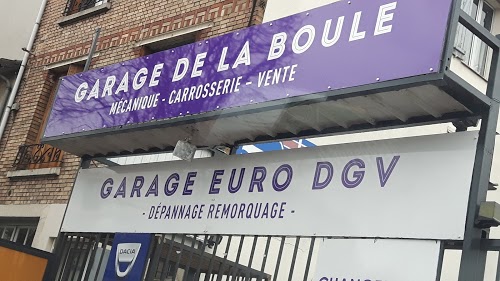 GARAGE DE LA BOULE
MÉCANIQUE - CARROSSERIE - VENTE
GARAGE EURO DGV
- DÉPANNAGE REMORQUAGE -
DACIA